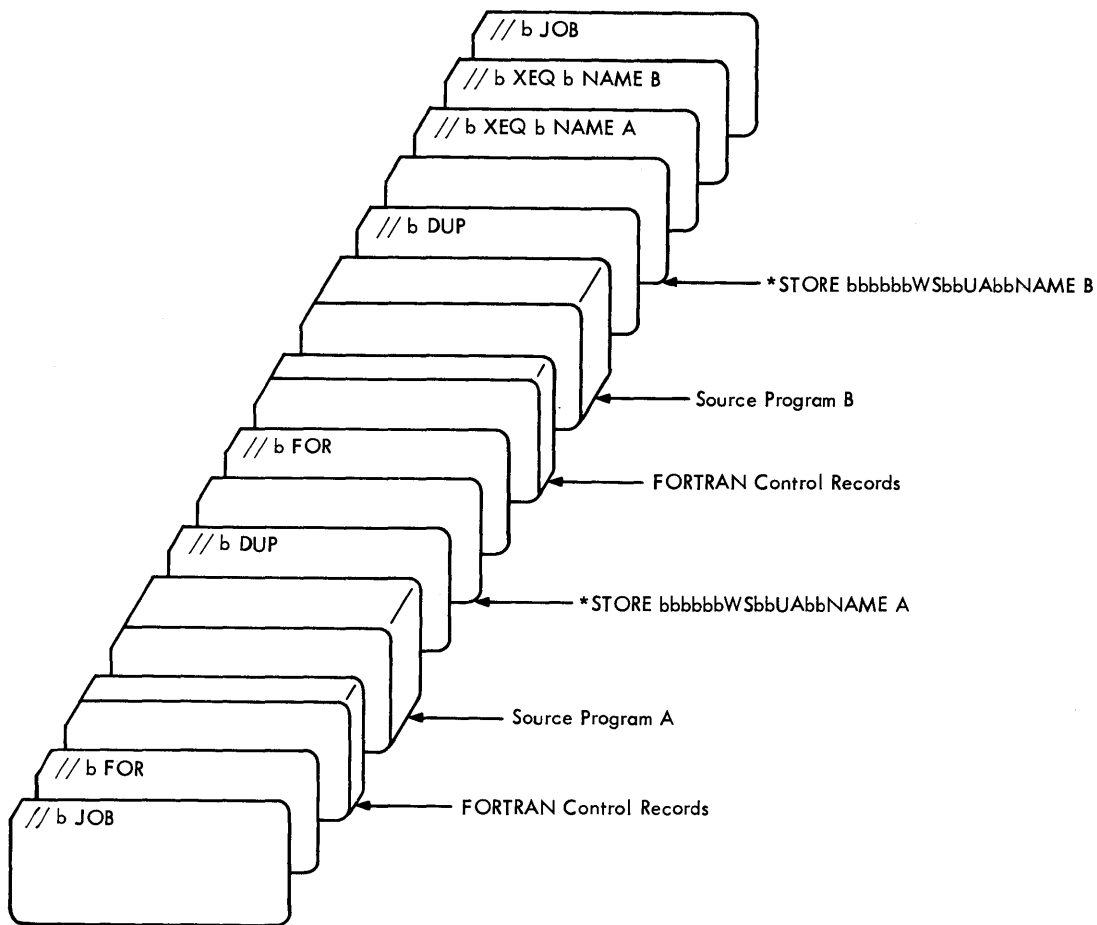 // b JOB
// b XEQ b NAME B
// b XEQ b NAME A
// b DUP
*STORE bbbbbbWSbbUAbbNAME B
Source Program B
// b FOR
FORTRAN Control Records
// b DUP
*STORE bbbbbbWSbbUAbbNAME A
Source Program A
// b FOR
FORTRAN Control Records
// b JOB